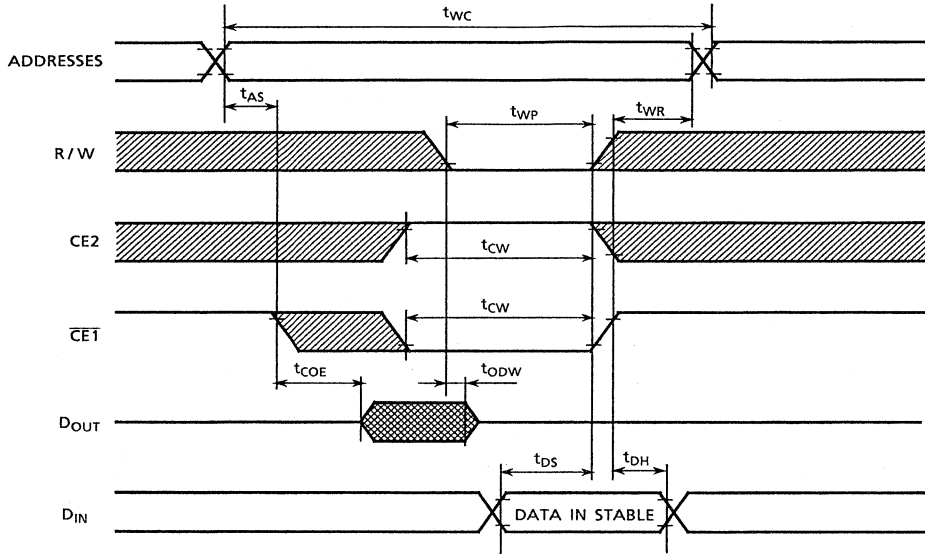 tWC
ADDRESSES
tAS
tWP
tWR
R/W
CE2
tCW
tCW
CE1
tCOE
tODW
DOUT
tDS
tDH
DIN
DATA IN STABLE